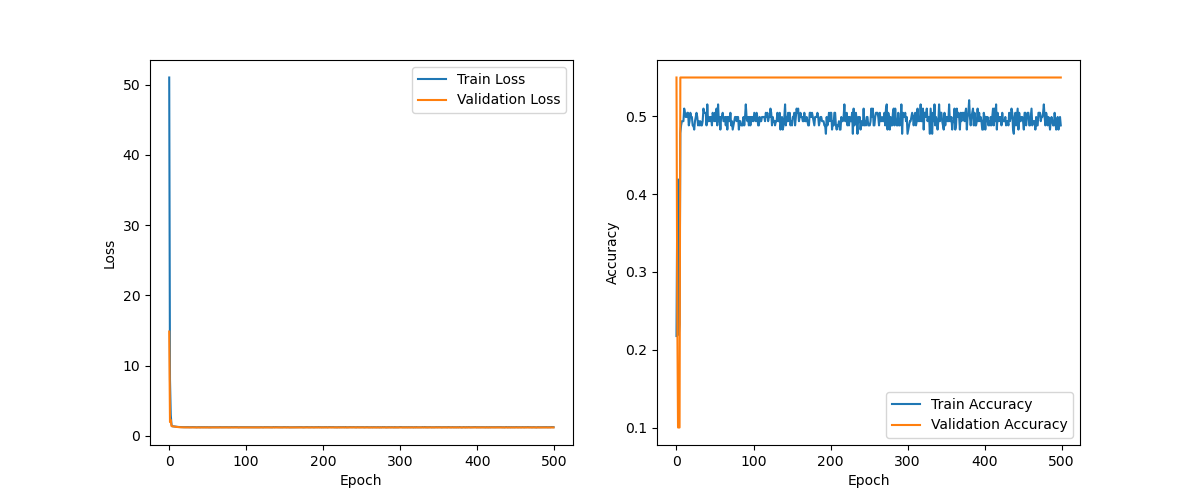 50
40
30
20
10
0
Loss
0 100 200 300 400 500
Epoch
Train Loss
Validation Loss
0.5
0.4
0.3
0.2
0.1
Accuracy
0 100 200 300 400 500
Epoch
Train Accuracy
Validation Accuracy